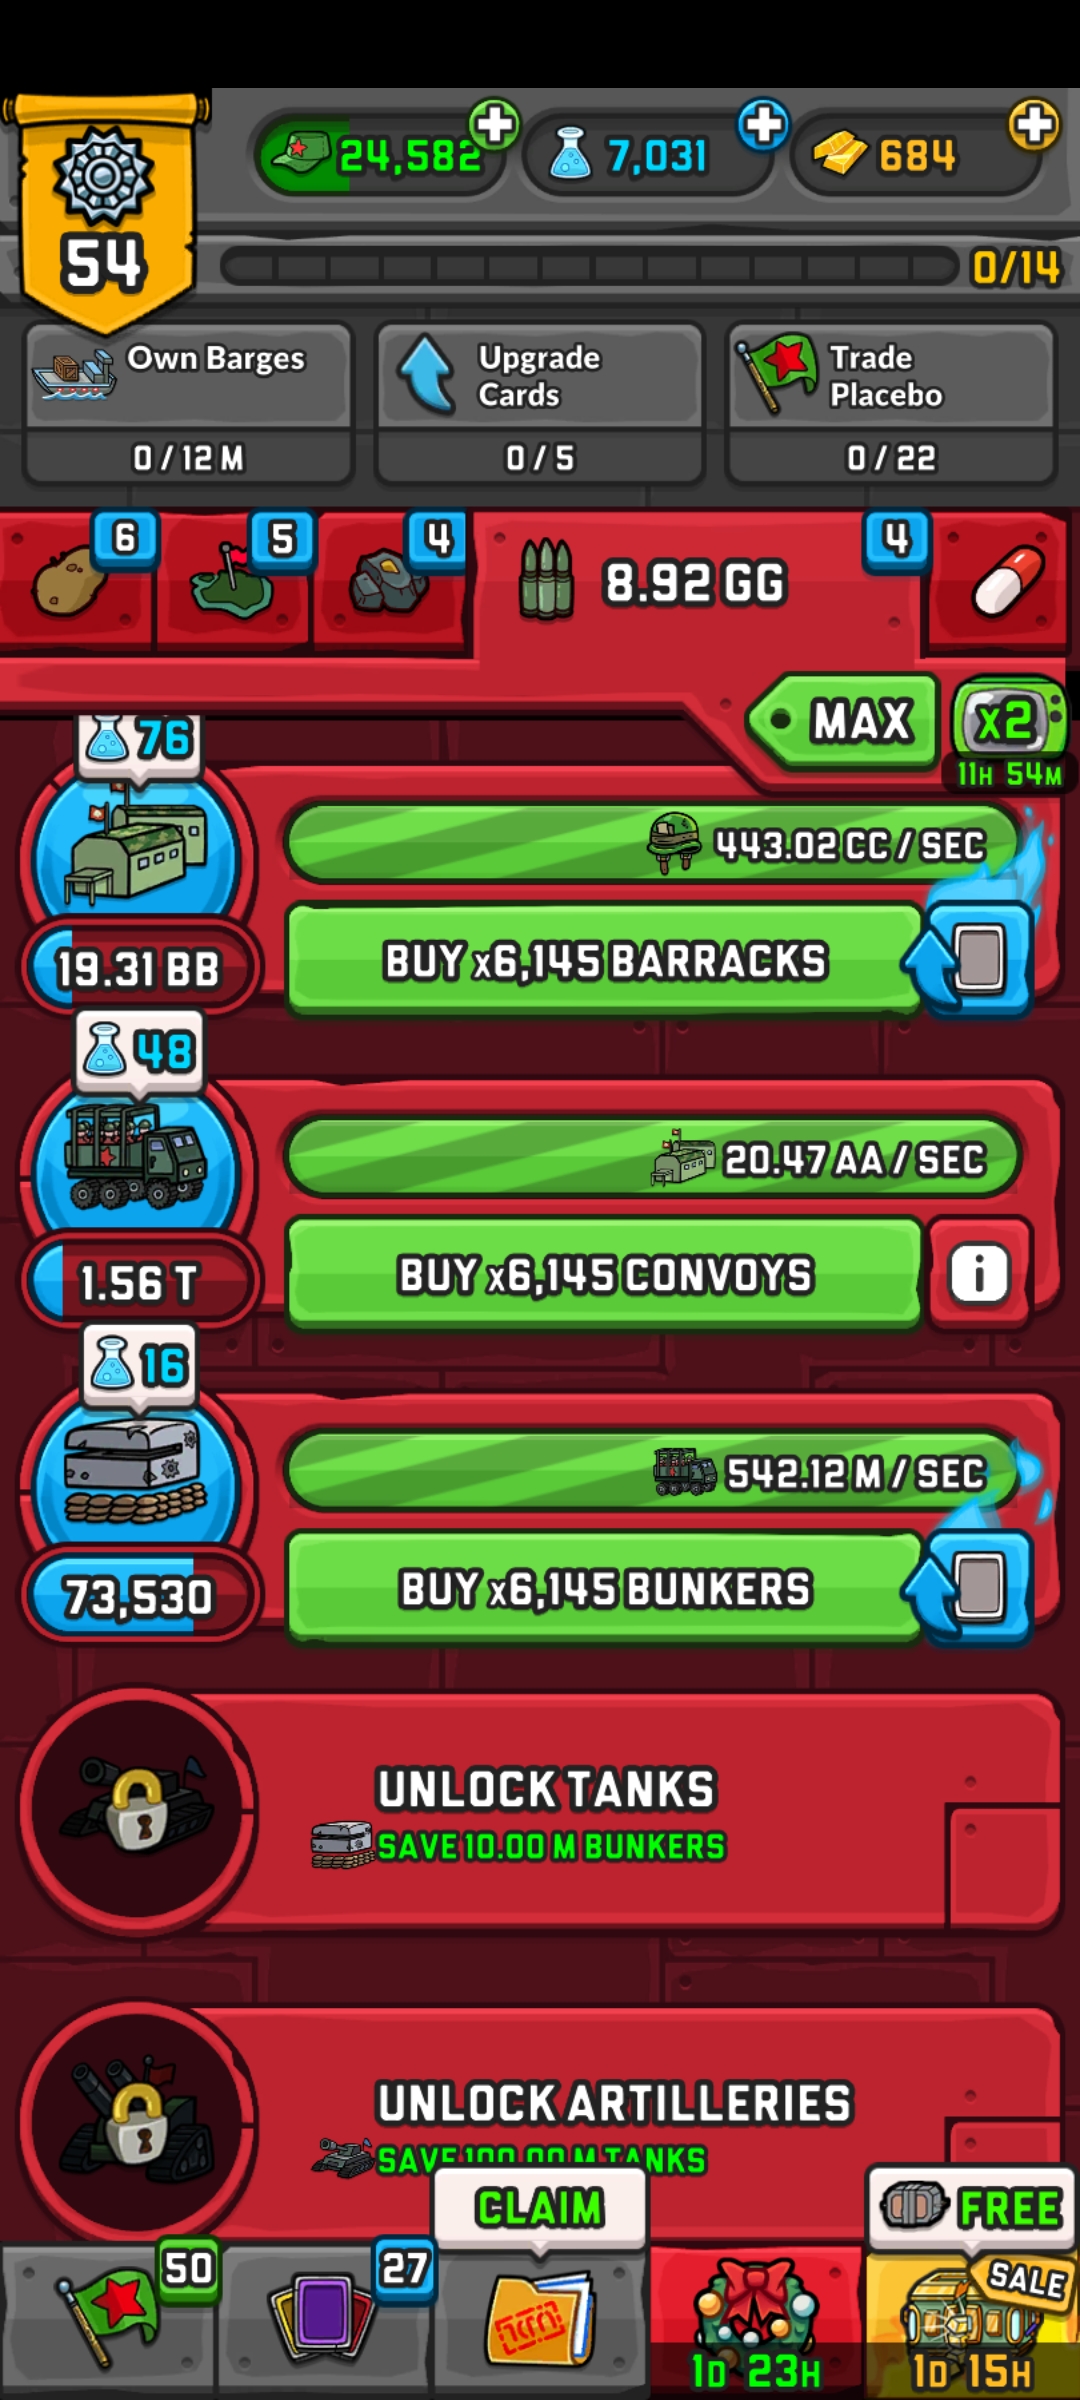 24,582
7,031
684
54
0/14
Own Barges
0 / 12 M
Upgrade
Cards
0 / 5
Trade
Placebo
0 / 22
6
5
4
8.92 GG
4
MAX
x2
11H 54M
76
443.02 CC / SEC
19.31 BB
BUY x6,145 BARRACKS
48
20.47 AA / SEC
1.56 T
BUY x6,145 CONVOYS
i
16
542.12 M / SEC
73,530
BUY x6,145 BUNKERS
UNLOCK TANKS
SAVE 10.00 M BUNKERS
UNLOCK ARTILLERIES
SAVE 100.00 M TANKS
CLAIM
FREE
50
27
SALE
1D 23H
1D 15H